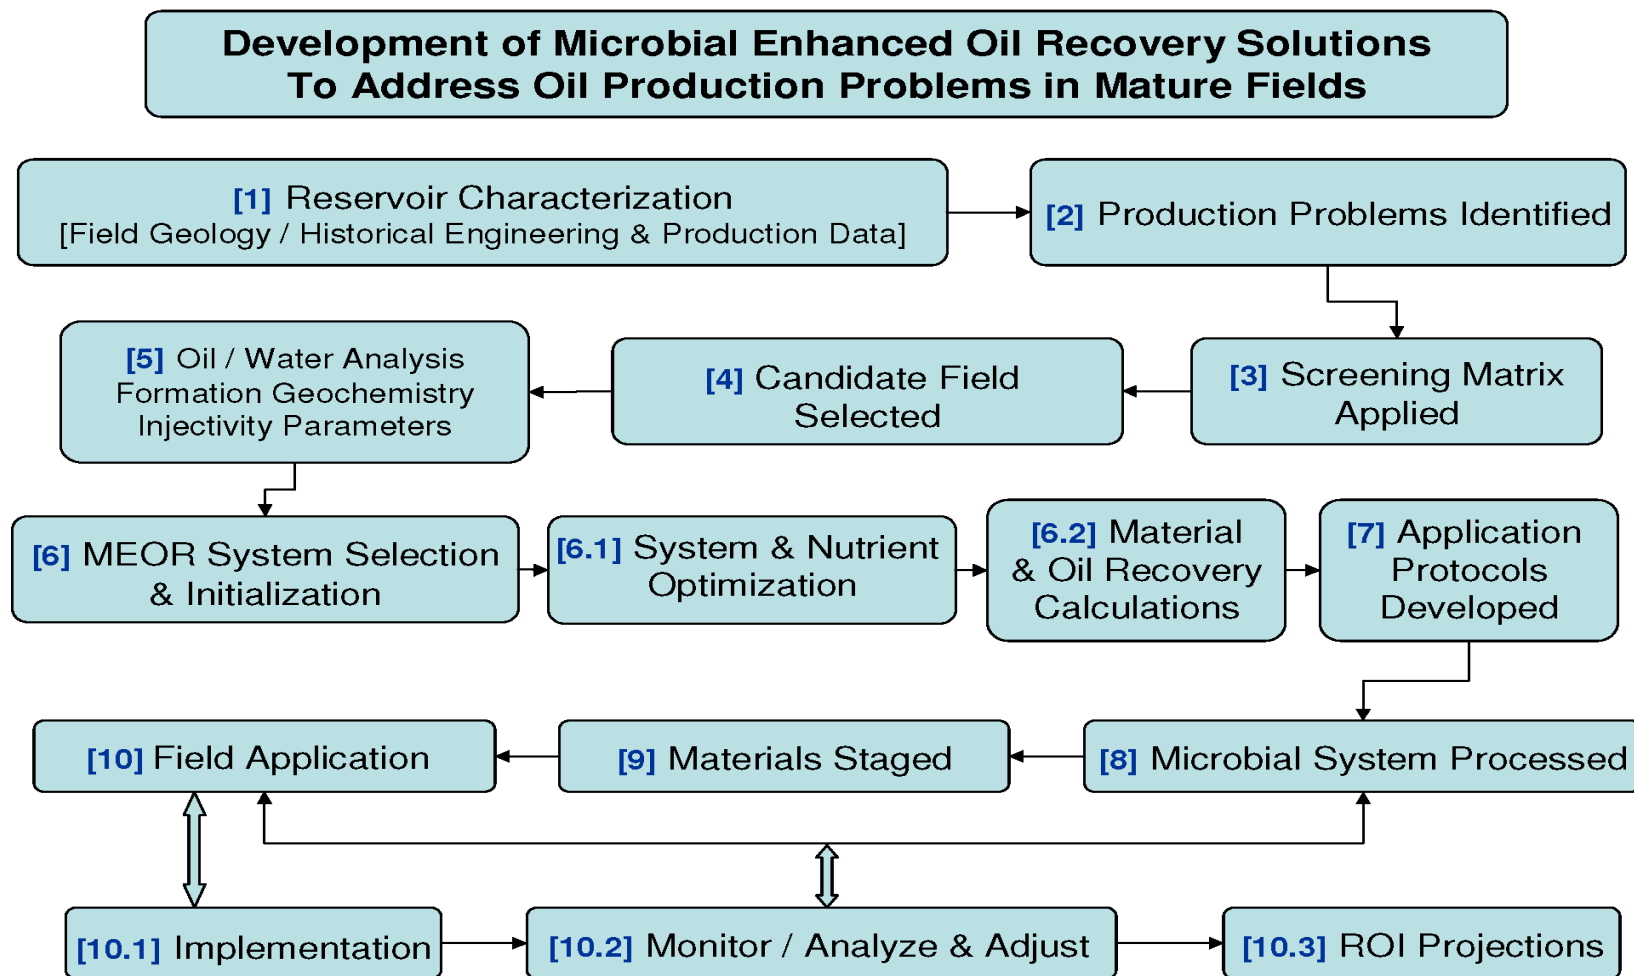 Development of Microbial Enhanced Oil Recovery Solutions
To Address Oil Production Problems in Mature Fields
[1] Reservoir Characterization
[Field Geology / Historical Engineering & Production Data]
[2] Production Problems Identified
[3] Screening Matrix
Applied
[4] Candidate Field
Selected
[5] Oil / Water Analysis
Formation Geochemistry
Injectivity Parameters
[6] MEOR System Selection
& Initialization
[6.1] System & Nutrient
Optimization
[6.2] Material
& Oil Recovery
Calculations
[7] Application
Protocols
Developed
[8] Microbial System Processed
[9] Materials Staged
[10] Field Application
[10.1] Implementation
[10.2] Monitor / Analyze & Adjust
[10.3] ROI Projections